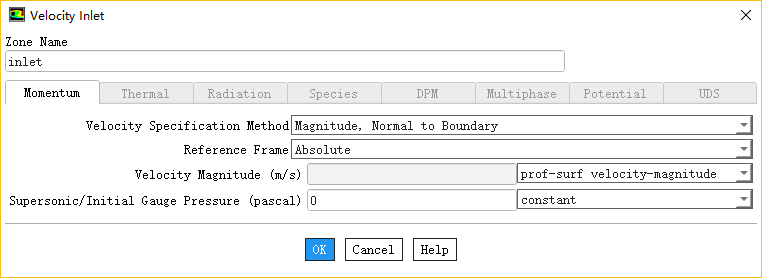 Velocity Inlet
Zone Name
inlet
Momentum Thermal Radiation Species DPM Multiphase Potential UDS
Velocity Specification Method Magnitude, Normal to Boundary
Reference Frame Absolute
Velocity Magnitude (m/s) prof-surf velocity-magnitude
Supersonic/Initial Gauge Pressure (pascal) 0 constant
OK Cancel Help